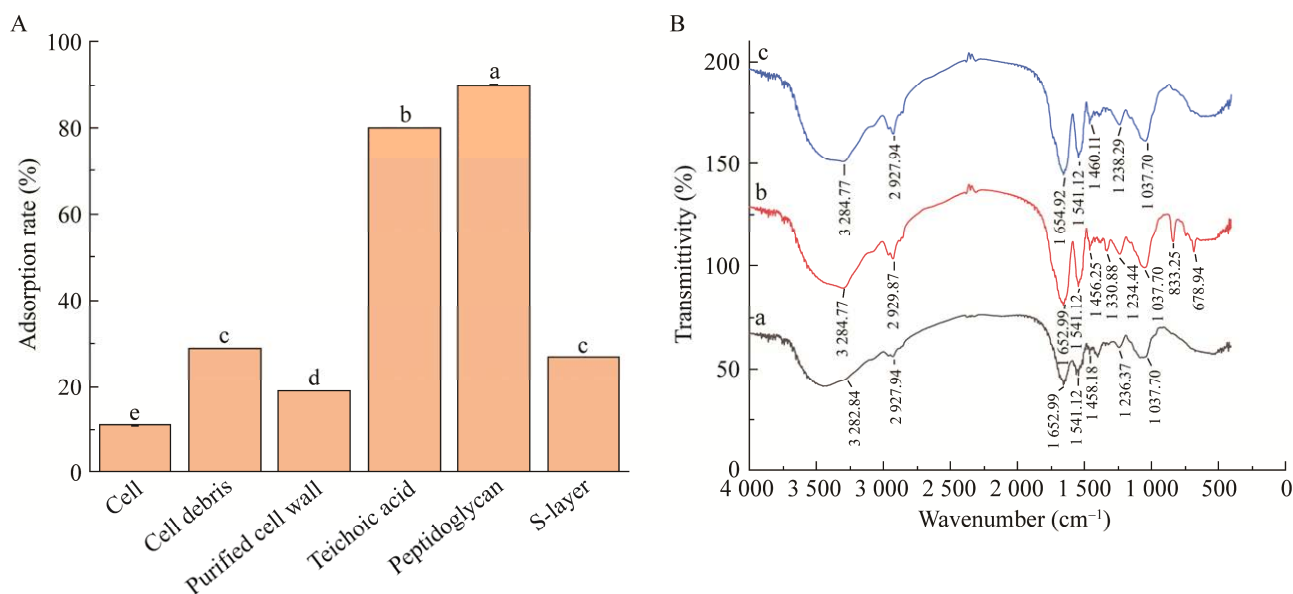 A
Adsorption rate (%)
100
80
60
40
20
0
e
c
d
b
a
c
Cell
Cell debris
Purified cell wall
Teichoic acid
Peptidoglycan
S-layer
B
Transmittivity (%)
200
150
100
50
0
c
3 284.77
2 927.94
1 654.92
1 541.12
1 460.11
1 238.29
1 037.70
b
3 284.77
2 929.87
1 652.99
1 541.12
1 456.25
1 330.88
1 234.44
1 037.70
833.25
678.94
a
3 282.84
2 927.94
1 652.99
1 541.12
1 458.18
1 236.37
1 037.70
4 000 3 500 3 000 2 500 2 000 1 500 1 000 500 0
Wavenumber (cm⁻¹)